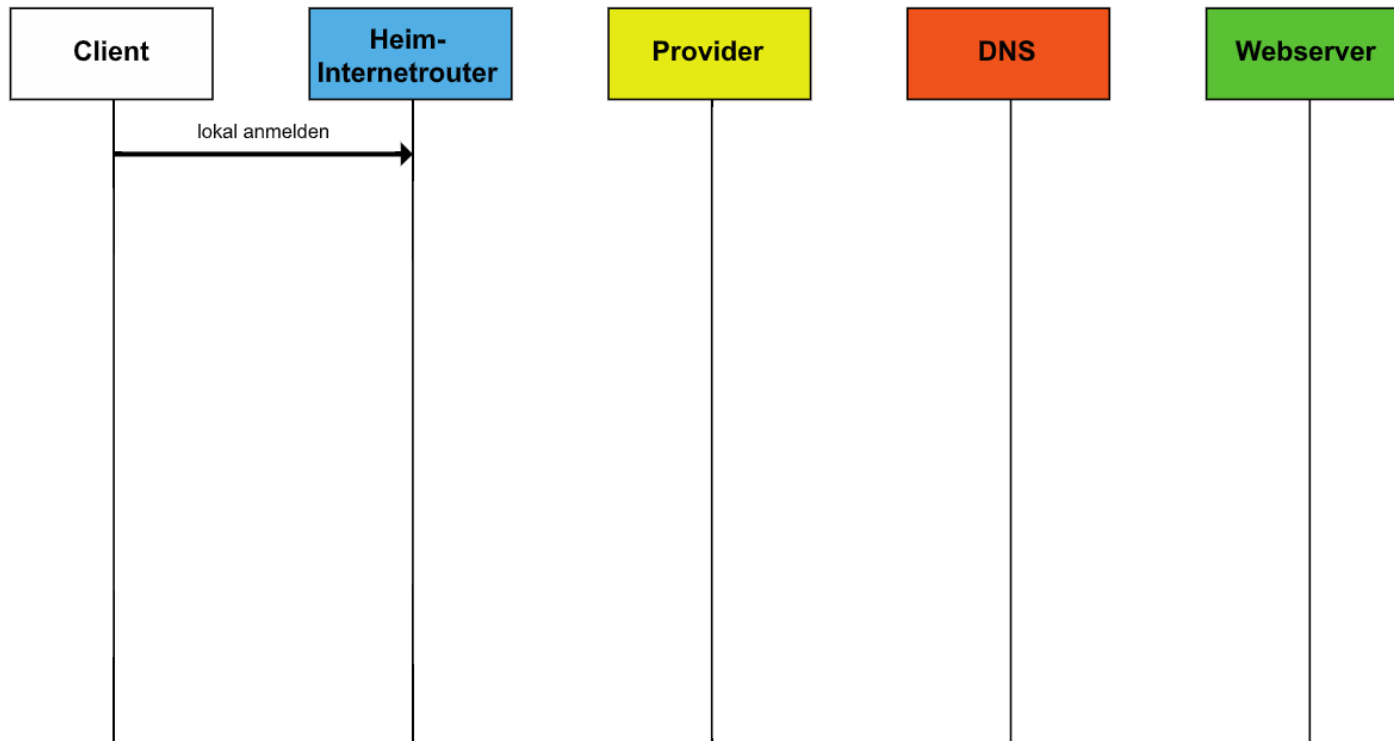 Client
Heim-
Internetrouter
Provider
DNS
Webserver
lokal anmelden